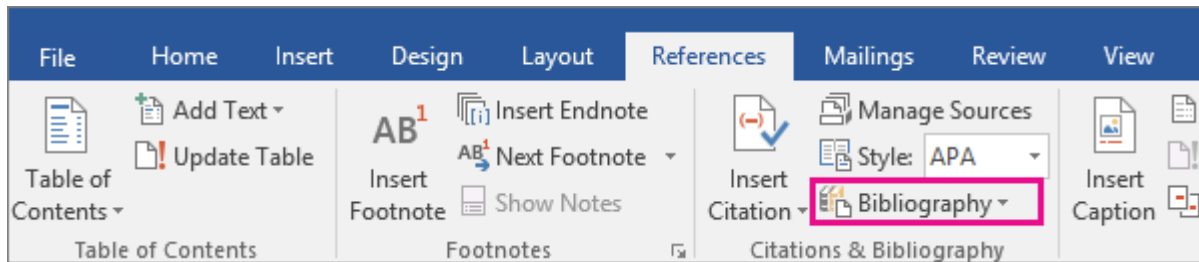 File Home Insert Design Layout References Mailings Review View
Table of Contents
Add Text
Update Table
Table of Contents
AB1
Insert Footnote
[i] Insert Endnote
AB1 Next Footnote
Show Notes
Footnotes
(-)
Insert Citation
Manage Sources
Style: APA
Bibliography
Citations & Bibliography
Insert Caption